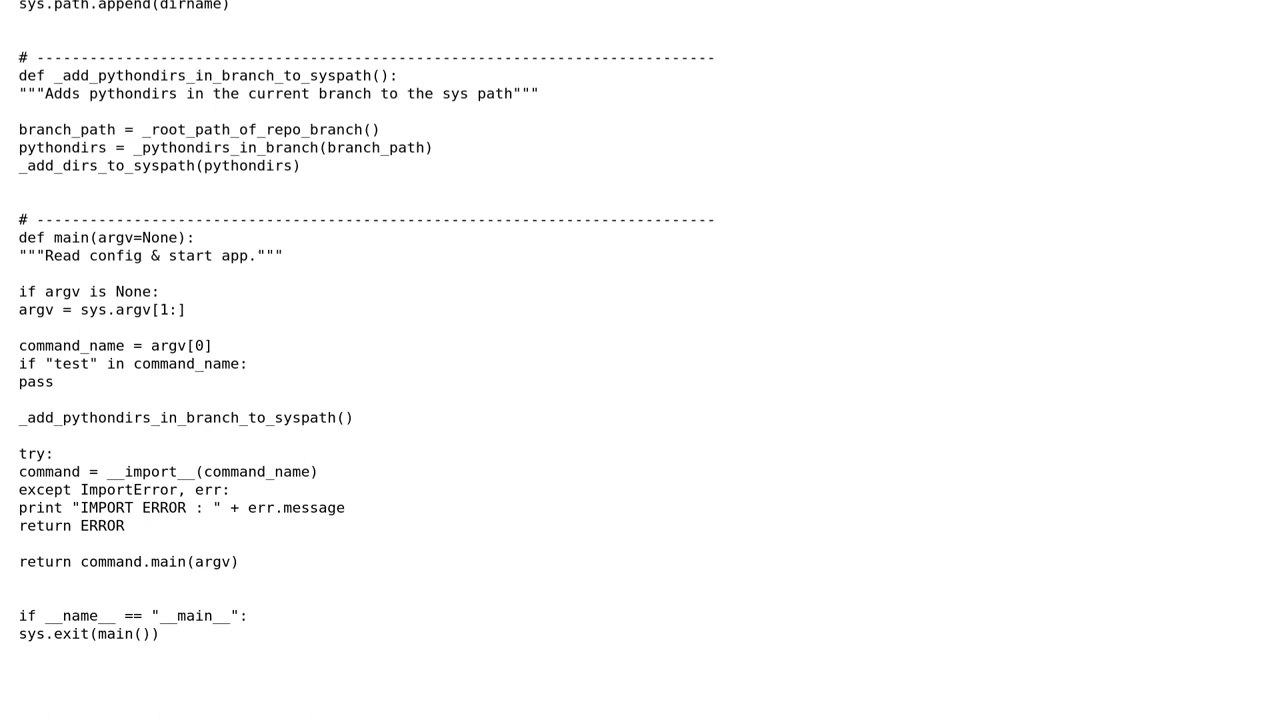 sys.path.append(dirname)
# -----------------------------------------------------------------------------
def _add_pythondirs_in_branch_to_syspath():
"""Adds pythondirs in the current branch to the sys path"""
branch_path = _root_path_of_repo_branch()
pythondirs = _pythondirs_in_branch(branch_path)
_add_dirs_to_syspath(pythondirs)
# -----------------------------------------------------------------------------
def main(argv=None):
"""Read config & start app."""
if argv is None:
argv = sys.argv[1:]
command_name = argv[0]
if "test" in command_name:
pass
_add_pythondirs_in_branch_to_syspath()
try:
command = __import__(command_name)
except ImportError, err:
print "IMPORT ERROR : " + err.message
return ERROR
return command.main(argv)
if __name__ == "__main__":
sys.exit(main())